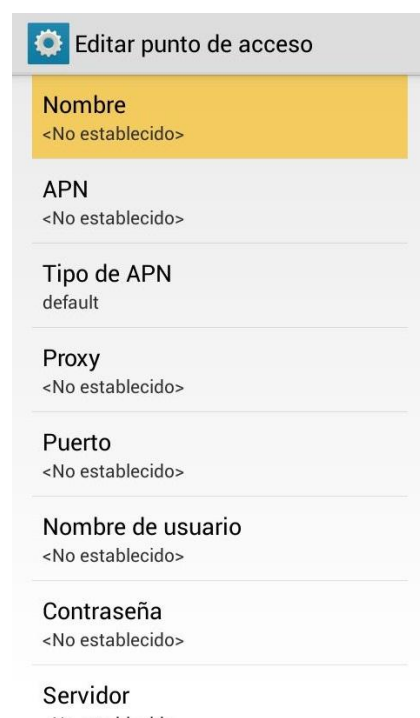 Editar punto de acceso
Nombre
<No establecido>
APN
<No establecido>
Tipo de APN
default
Proxy
<No establecido>
Puerto
<No establecido>
Nombre de usuario
<No establecido>
Contraseña
<No establecido>
Servidor